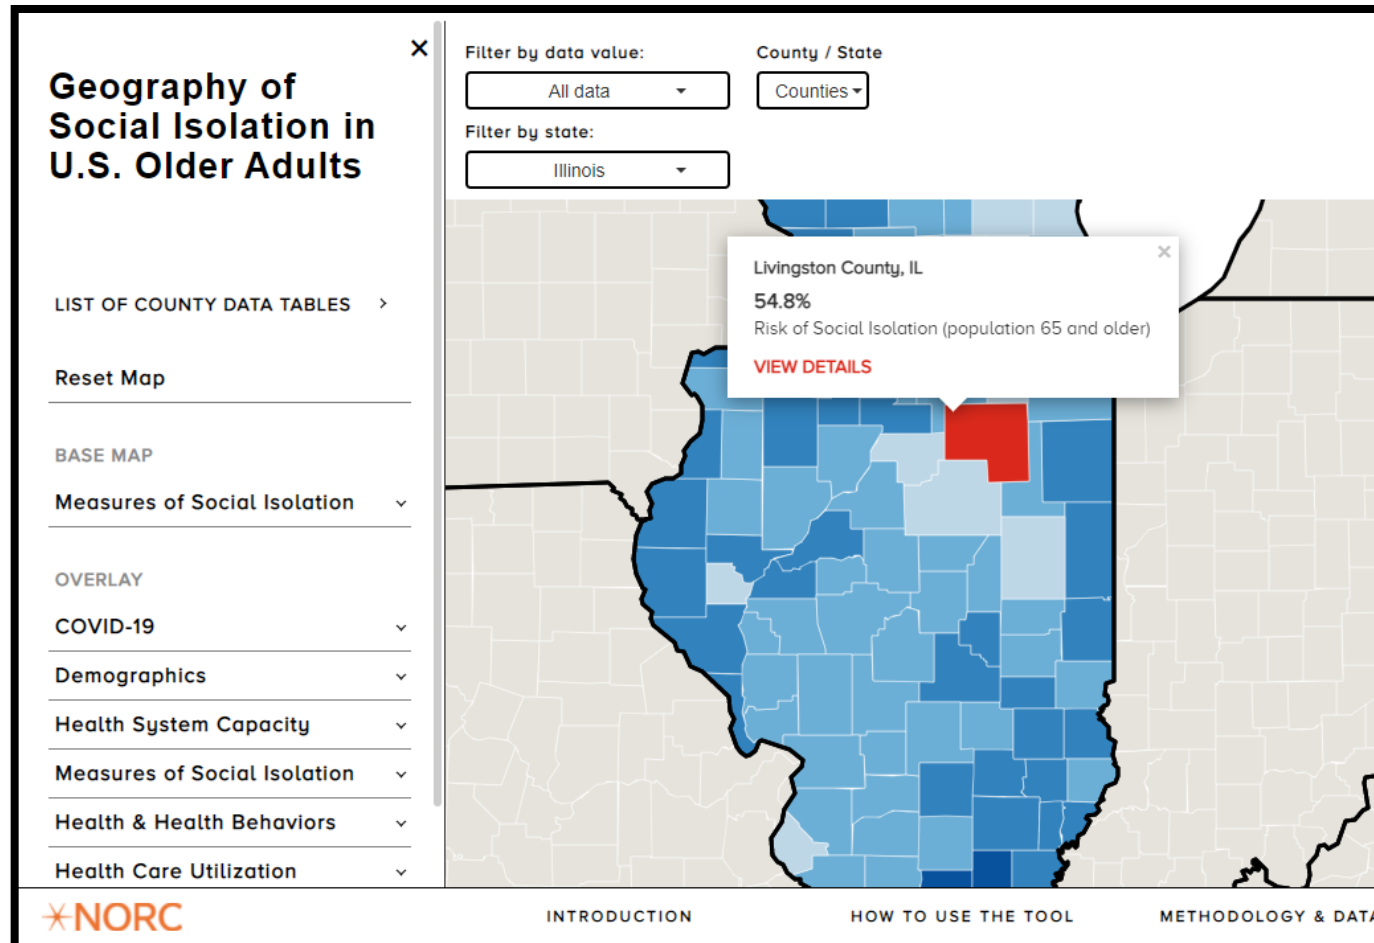 Geography of
Social Isolation in
U.S. Older Adults
LIST OF COUNTY DATA TABLES
Reset Map
BASE MAP
Measures of Social Isolation
OVERLAY
COVID-19
Demographics
Health System Capacity
Measures of Social Isolation
Health & Health Behaviors
Health Care Utilization
Filter by data value:
All data
County / State
Counties
Filter by state:
Illinois
Livingston County, IL
54.8%
Risk of Social Isolation (population 65 and older)
VIEW DETAILS
NORC
INTRODUCTION
HOW TO USE THE TOOL
METHODOLOGY & DATA